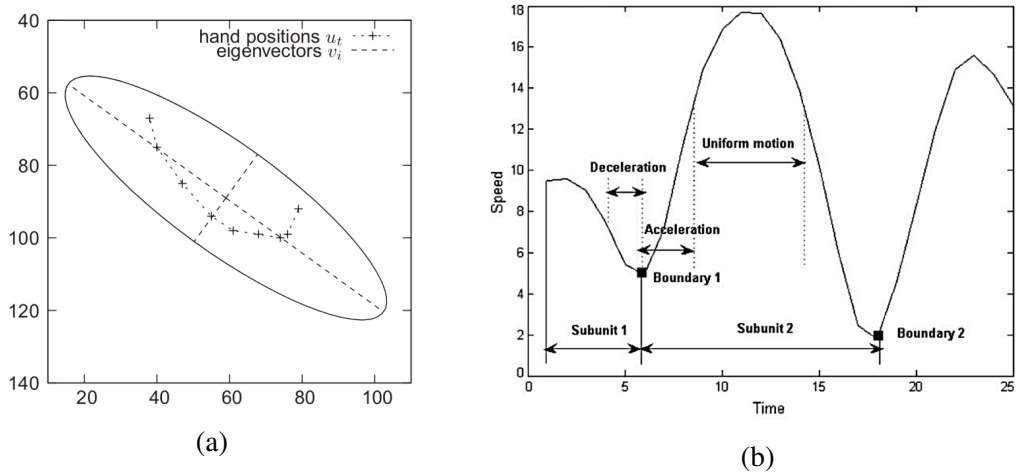 40
60
80
100
120
140
20 40 60 80 100
hand positions u_t
eigenvectors v_i
(a)
18
16
14
12
10
8
6
4
2
0
0 5 10 15 20 25
Speed
Time
Uniform motion
Deceleration
Acceleration
Boundary 1
Subunit 1
Subunit 2
Boundary 2
(b)